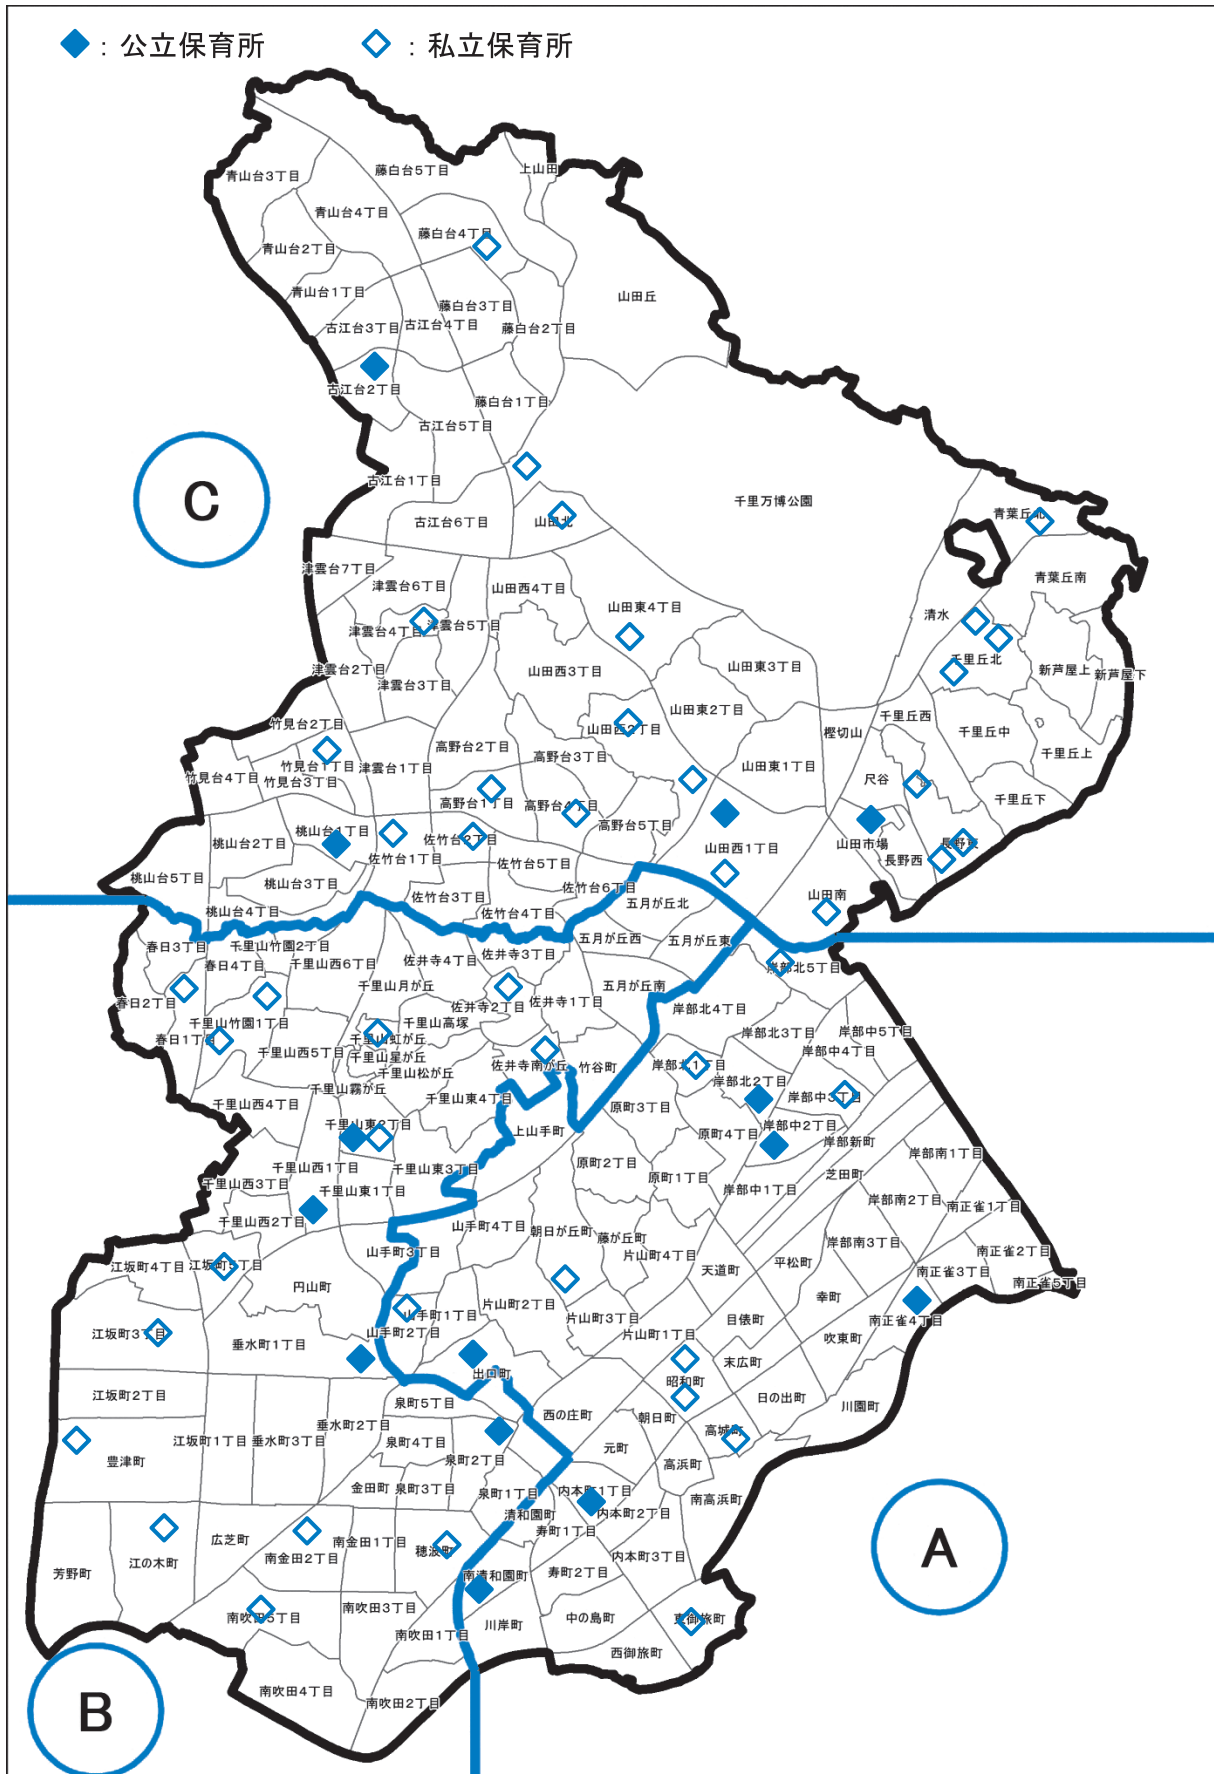 ◆：公立保育所 ◇：私立保育所
青山台3丁目
藤白台5丁目
上山田
青山台4丁目
藤白台4丁目
青山台2丁目
青山台1丁目
山田丘
藤白台3丁目
古江台3丁目
古江台4丁目
藤白台2丁目
古江台2丁目
藤白台1丁目
古江台5丁目
C
古江台1丁目
千里万博公園
古江台6丁目
山田北
青葉丘北
津雲台7丁目
青葉丘南
津雲台6丁目
山田西4丁目
山田東4丁目
清水
津雲台4丁目
津雲台5丁目
千里丘北
津雲台2丁目
山田西3丁目
山田東3丁目
新芦屋上
新芦屋下
津雲台3丁目
山田東2丁目
千里丘西
竹見台2丁目
山田西2丁目
樫切山
千里丘中
高野台2丁目
高野台3丁目
千里丘上
竹見台1丁目
津雲台1丁目
山田東1丁目
竹見台4丁目
竹見台3丁目
尺谷
高野台1丁目
高野台4丁目
千里丘下
高野台5丁目
桃山台1丁目
桃山台2丁目
佐竹台2丁目
山田西1丁目
山田市場
長野東
佐竹台1丁目
佐竹台5丁目
長野西
桃山台5丁目
桃山台3丁目
佐竹台6丁目
山田南
佐竹台3丁目
五月が丘北
桃山台4丁目
佐竹台4丁目
春日3丁目
千里山竹園2丁目
五月が丘西
五月が丘東
春日4丁目
千里山西6丁目
佐井寺4丁目
佐井寺3丁目
岸部北5丁目
千里山月が丘
五月が丘南
春日2丁目
佐井寺2丁目
佐井寺1丁目
岸部北4丁目
千里山竹園1丁目
千里山高塚
岸部北3丁目
岸部中5丁目
春日1丁目
千里山虹が丘
千里山西5丁目
千里山星が丘
岸部中4丁目
佐井寺南が丘
竹谷町
岸部北1丁目
千里山松が丘
岸部北2丁目
千里山霧が丘
岸部中3丁目
千里山西4丁目
千里山東4丁目
原町3丁目
千里山東2丁目
上山手町
原町4丁目
岸部中2丁目
岸部新町
岸部南1丁目
千里山西1丁目
千里山東3丁目
原町2丁目
原町1丁目
芝田町
千里山西3丁目
千里山東1丁目
岸部中1丁目
岸部南2丁目
南正雀1丁目
千里山西2丁目
山手町4丁目
朝日が丘町
藤が丘町
岸部南3丁目
山手町3丁目
片山町4丁目
南正雀2丁目
江坂町4丁目
江坂町5丁目
天道町
平松町
南正雀3丁目
南正雀5丁目
円山町
山手町1丁目
片山町2丁目
片山町3丁目
幸町
江坂町3丁目
垂水町1丁目
山手町2丁目
片山町1丁目
目俵町
南正雀4丁目
吹東町
出口町
昭和町
末広町
江坂町2丁目
泉町5丁目
日の出町
川園町
西の庄町
朝日町
江坂町1丁目
垂水町3丁目
垂水町2丁目
泉町4丁目
元町
高城町
豊津町
泉町2丁目
高浜町
金田町
泉町3丁目
泉町1丁目
内本町1丁目
南高浜町
清和園町
内本町2丁目
広芝町
南金田1丁目
寿町1丁目
A
江の木町
南金田2丁目
穂波町
内本町3丁目
芳野町
南清和園町
寿町2丁目
南吹田5丁目
南吹田3丁目
川岸町
中の島町
東御旅町
南吹田1丁目
西御旅町
B
南吹田4丁目
南吹田2丁目